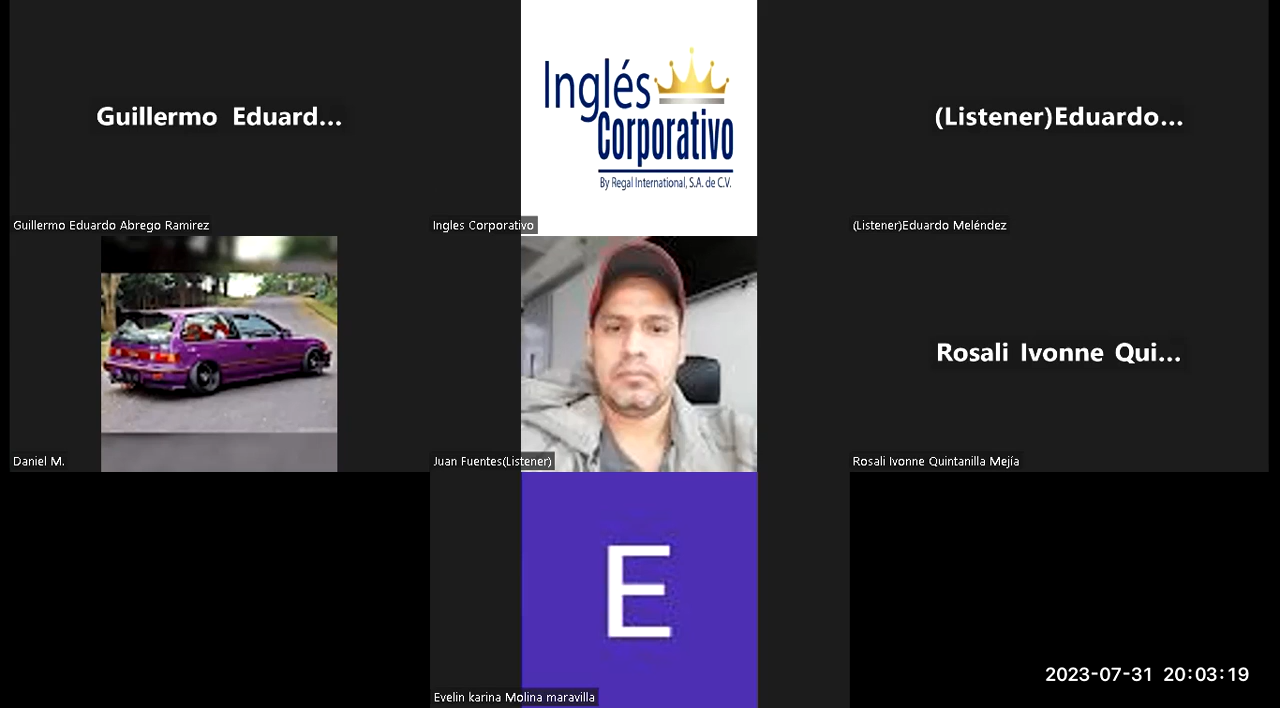 Guillermo Eduard...
Guillermo Eduardo Abrego Ramirez
Inglés
Corporativo
By Regal International, S.A. de C.V.
Ingles Corporativo
(Listener)Eduardo...
(Listener)Eduardo Meléndez
Daniel M.
Juan Fuentes(Listener)
Rosali Ivonne Qui...
Rosali Ivonne Quintanilla Mejía
E
Evelin karina Molina maravilla
2023-07-31 20:03:19